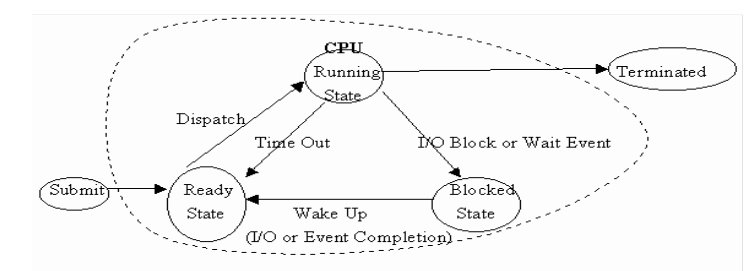 CPU
Running
State
Terminated
Dispatch
Time Out
I/O Block or Wait Event
Submit
Ready
State
Blocked
State
Wake Up
(I/O or Event Completion)